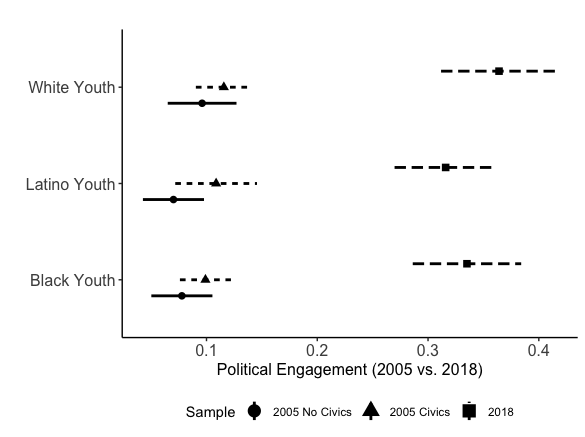 White Youth
Latino Youth
Black Youth
0.1 0.2 0.3 0.4
Political Engagement (2005 vs. 2018)
Sample 2005 No Civics 2005 Civics 2018